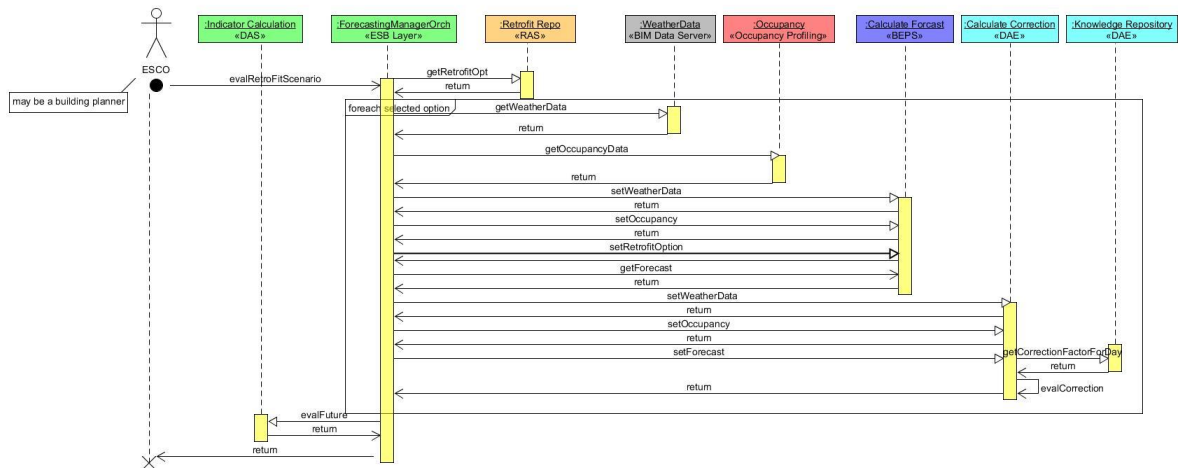 :Indicator Calculation
«DAS»
:ForecastingManagerOrch
«ESB Layer»
:Retrofit Repo
«RAS»
:WeatherData
«BIM Data Server»
:Occupancy
«Occupancy Profiling»
:Calculate Forcast
«BEPS»
:Calculate Correction
«DAE»
:Knowledge Repository
«DAE»
ESCO
may be a building planner
evalRetroFitScenario
getRetrofitOpt
return
foreach selected option
getWeatherData
return
getOccupancyData
return
setWeatherData
return
setOccupancy
return
setRetrofitOption
getForecast
return
setWeatherData
return
setOccupancy
return
setForecast
getCorrectionFactorForDay
return
evalCorrection
return
evalFuture
return
return